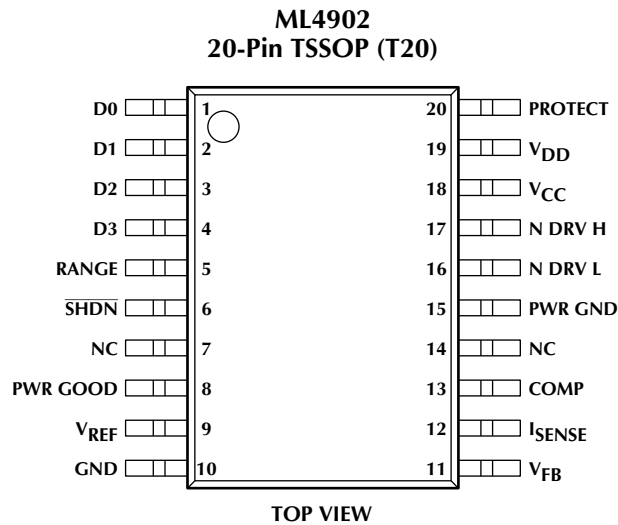 ML4902
20-Pin TSSOP (T20)
D0 1 20 PROTECT
D1 2 19 VDD
D2 3 18 VCC
D3 4 17 N DRV H
RANGE 5 16 N DRV L
SHDN 6 15 PWR GND
NC 7 14 NC
PWR GOOD 8 13 COMP
VREF 9 12 ISENSE
GND 10 11 VFB
TOP VIEW